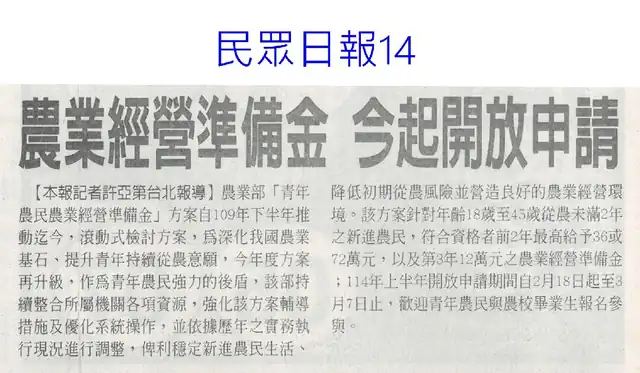 民眾日報14
農業經營準備金 今起開放申請
【本報記者許亞第台北報導】農業部「青年
農民農業經營準備金」方案自109年下半年推
動迄今，滾動式檢討方案，為深化我國農業
基石、提升青年持續從農意願，今年度方案
再升級，作為青年農民強力的後盾，該部持
續整合所屬機關各項資源，強化該方案輔導
措施及優化系統操作，並依據歷年之實務執
行現況進行調整，俾利穩定新進農民生活、
降低初期從農風險並營造良好的農業經營環
境。該方案針對年齡18歲至45歲從農未滿2年
之新進農民，符合資格者前2年最高給予36或
72萬元，以及第3年12萬元之農業經營準備金
；114年上半年開放申請期間自2月18日起至3
月7日止，歡迎青年農民與農校畢業生報名參
與。